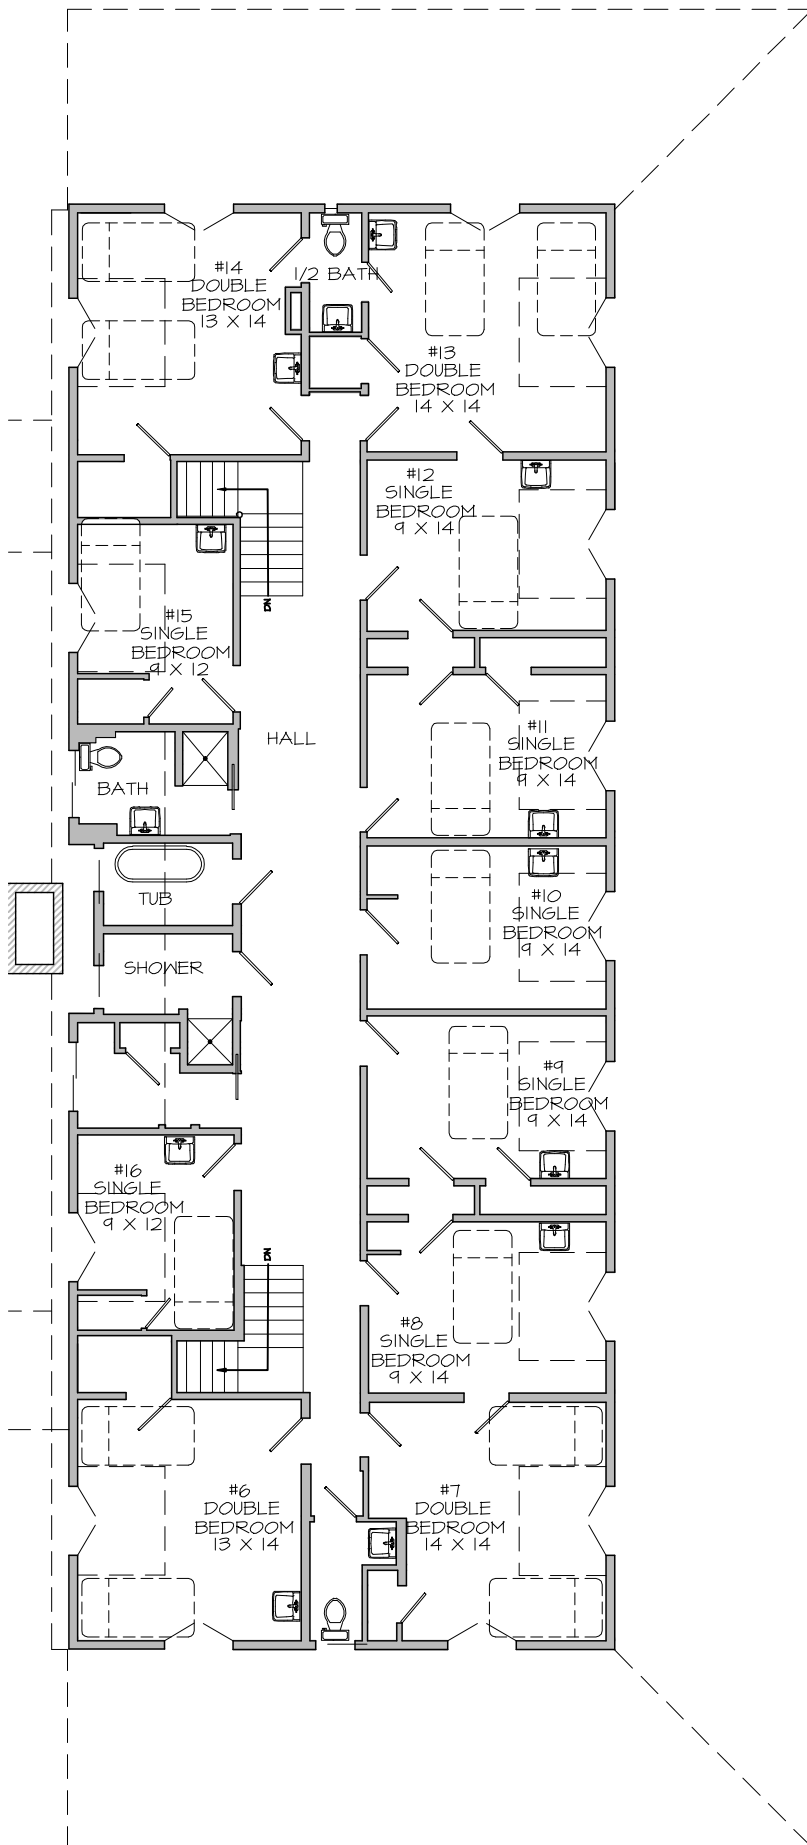 #14
DOUBLE
BEDROOM
13 X 14
1/2 BATH
#13
DOUBLE
BEDROOM
14 X 14
#12
SINGLE
BEDROOM
9 X 14
DN
#15
SINGLE
BEDROOM
9 X 12
HALL
#11
SINGLE
BEDROOM
9 X 14
BATH
TUB
#10
SINGLE
BEDROOM
9 X 14
SHOWER
#9
SINGLE
BEDROOM
9 X 14
#16
SINGLE
BEDROOM
9 X 12
DN
#8
SINGLE
BEDROOM
9 X 14
#6
DOUBLE
BEDROOM
13 X 14
#7
DOUBLE
BEDROOM
14 X 14